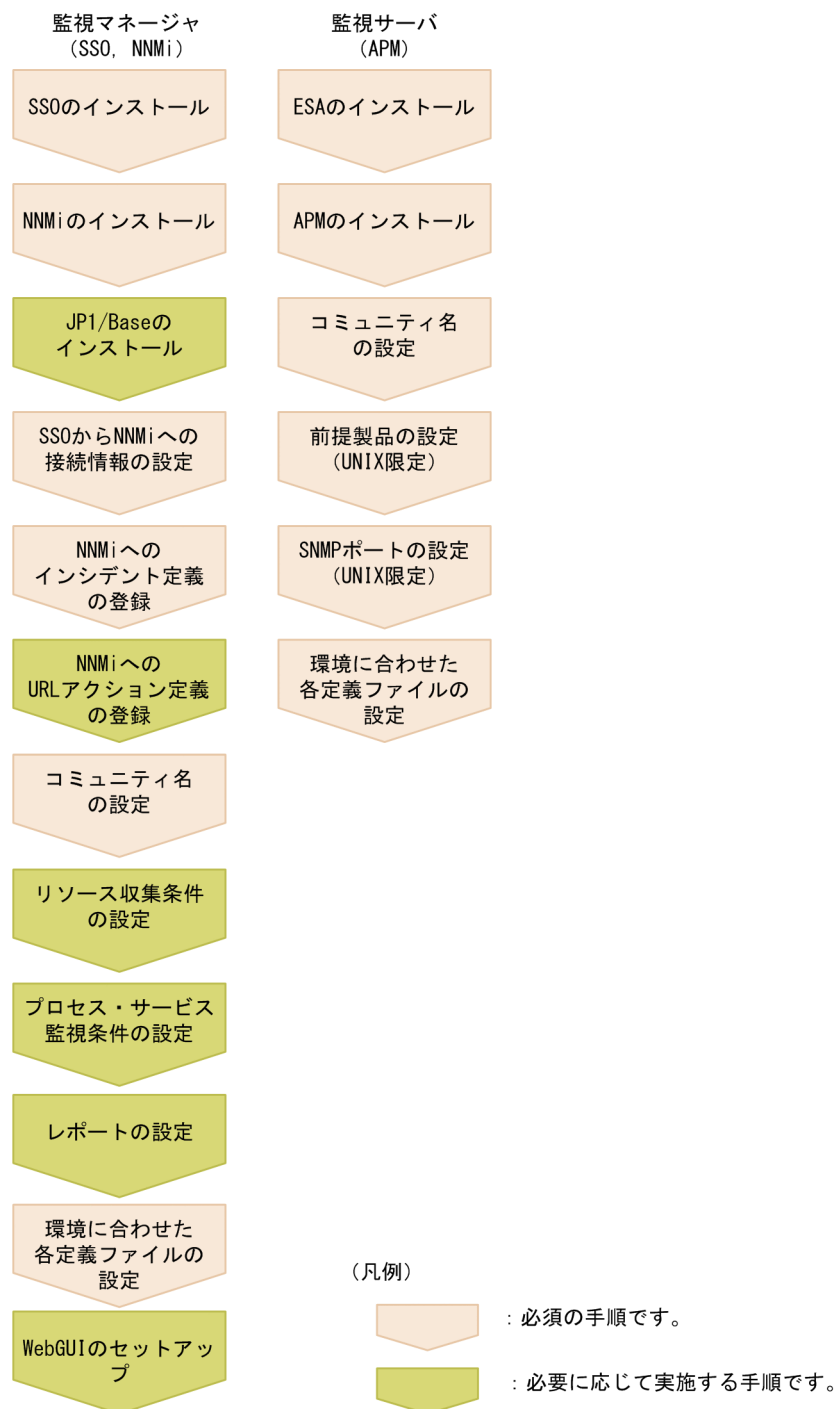 監視マネージャ
(SSO, NNMi)
SSOのインストール
NNMiのインストール
JP1/Baseの
インストール
SSOからNNMiへの
接続情報の設定
NNMiへの
インシデント定義
の登録
NNMiへの
URLアクション定義
の登録
コミュニティ名
の設定
リソース収集条件
の設定
プロセス・サービス
監視条件の設定
レポートの設定
環境に合わせた
各定義ファイルの
設定
WebGUIのセットアッ
プ
監視サーバ
(APM)
ESAのインストール
APMのインストール
コミュニティ名
の設定
前提製品の設定
(UNIX限定)
SNMPポートの設定
(UNIX限定)
環境に合わせた
各定義ファイルの
設定
(凡例)
:必須の手順です。
:必要に応じて実施する手順です。